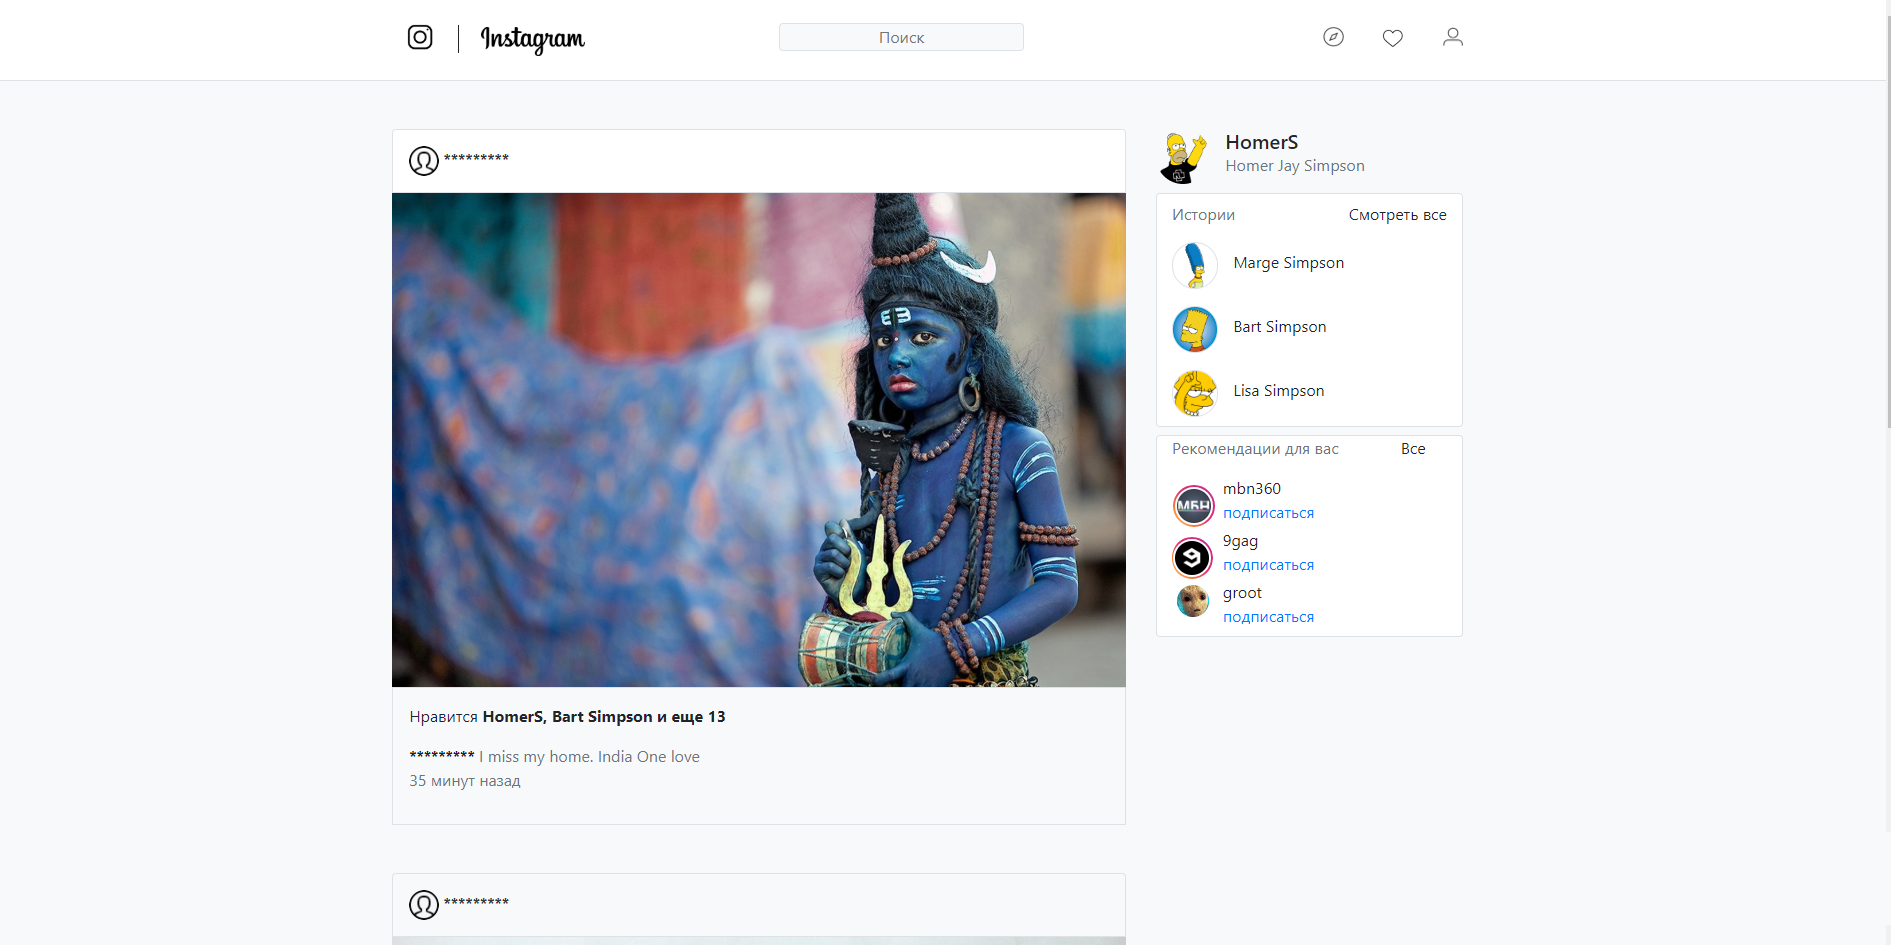 Instagram
Поиск
*********
HomerS
Homer Jay Simpson
Истории Смотреть все
Marge Simpson
Bart Simpson
Lisa Simpson
Рекомендации для вас Все
МБН
mbn360
подписаться
9gag
подписаться
groot
подписаться
Нравится HomerS, Bart Simpson и еще 13
********* I miss my home. India One love
35 минут назад
*********